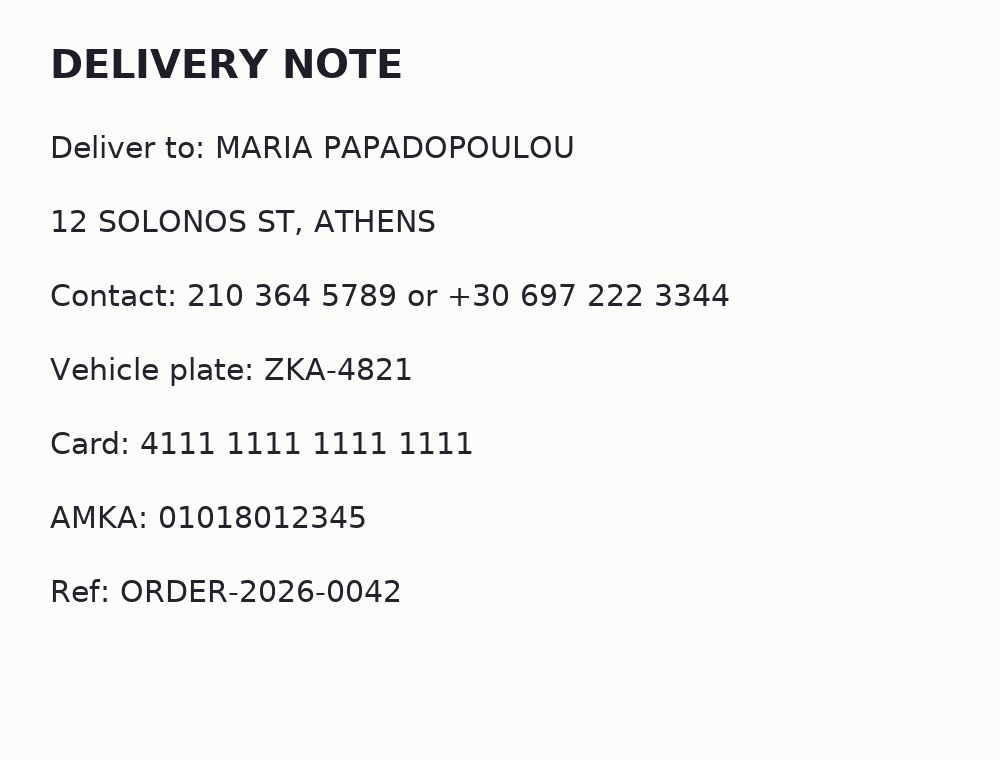 DELIVERY NOTE
Deliver to: MARIA PAPADOPOULOU
12 SOLONOS ST, ATHENS
Contact: 210 364 5789 or +30 697 222 3344
Vehicle plate: ZKA-4821
Card: 4111 1111 1111 1111
AMKA: 01018012345
Ref: ORDER-2026-0042